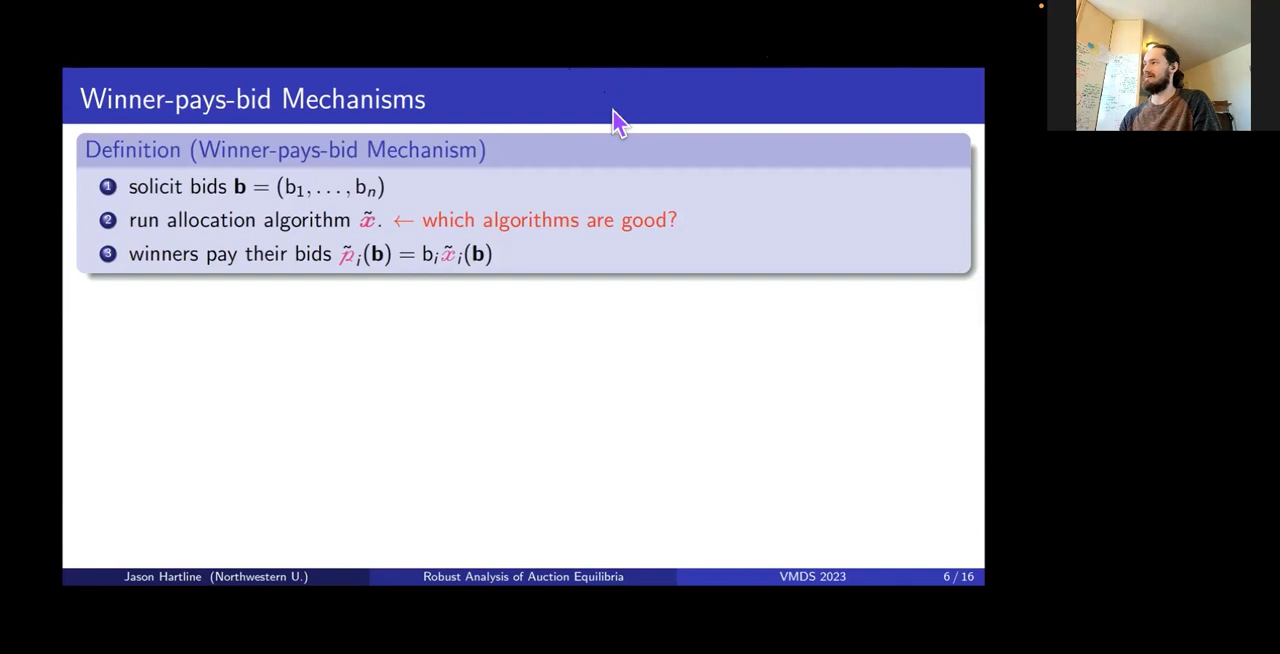 Winner-pays-bid Mechanisms
Definition (Winner-pays-bid Mechanism)
1 solicit bids b = (b₁, . . . , bₙ)
2 run allocation algorithm x̃. ← which algorithms are good?
3 winners pay their bids p̃ᵢ(b) = bᵢx̃ᵢ(b)
Jason Hartline (Northwestern U.) Robust Analysis of Auction Equilibria VMDS 2023 6 / 16